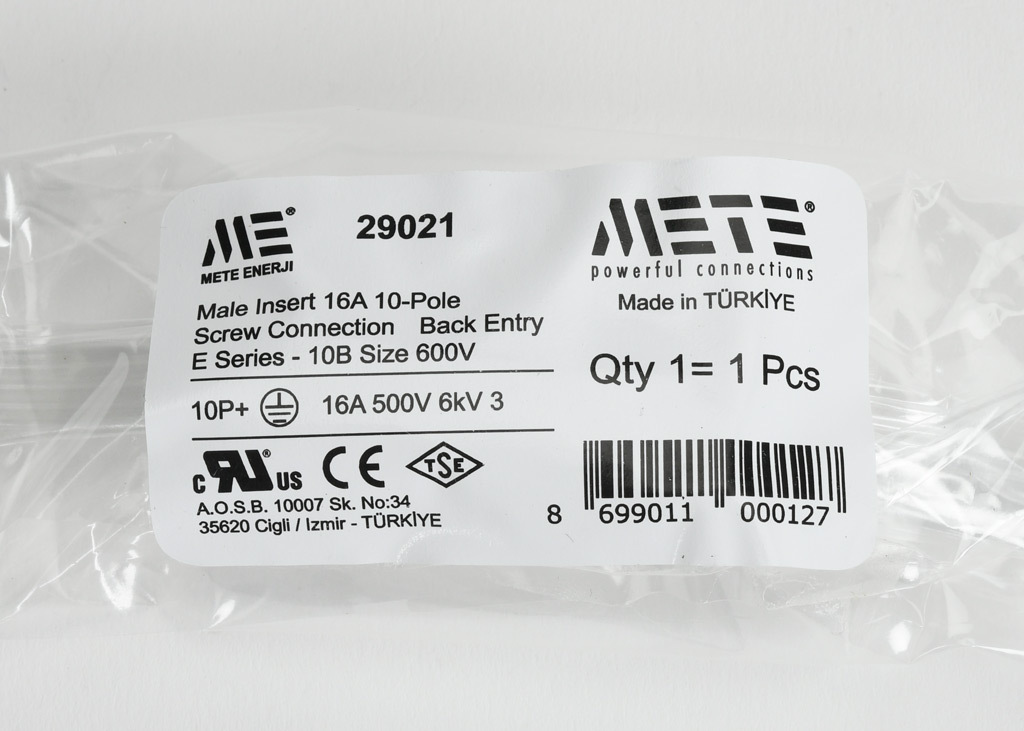 ME®
METE ENERJI
29021
Male Insert 16A 10-Pole
Screw Connection Back Entry
E Series - 10B Size 600V
10P+ 16A 500V 6kV 3
c RU® US CE TSE
A.O.S.B. 10007 Sk. No:34
35620 Cigli / Izmir - TÜRKİYE
METE®
powerful connections
Made in TÜRKİYE
Qty 1= 1 Pcs
8 699011 000127